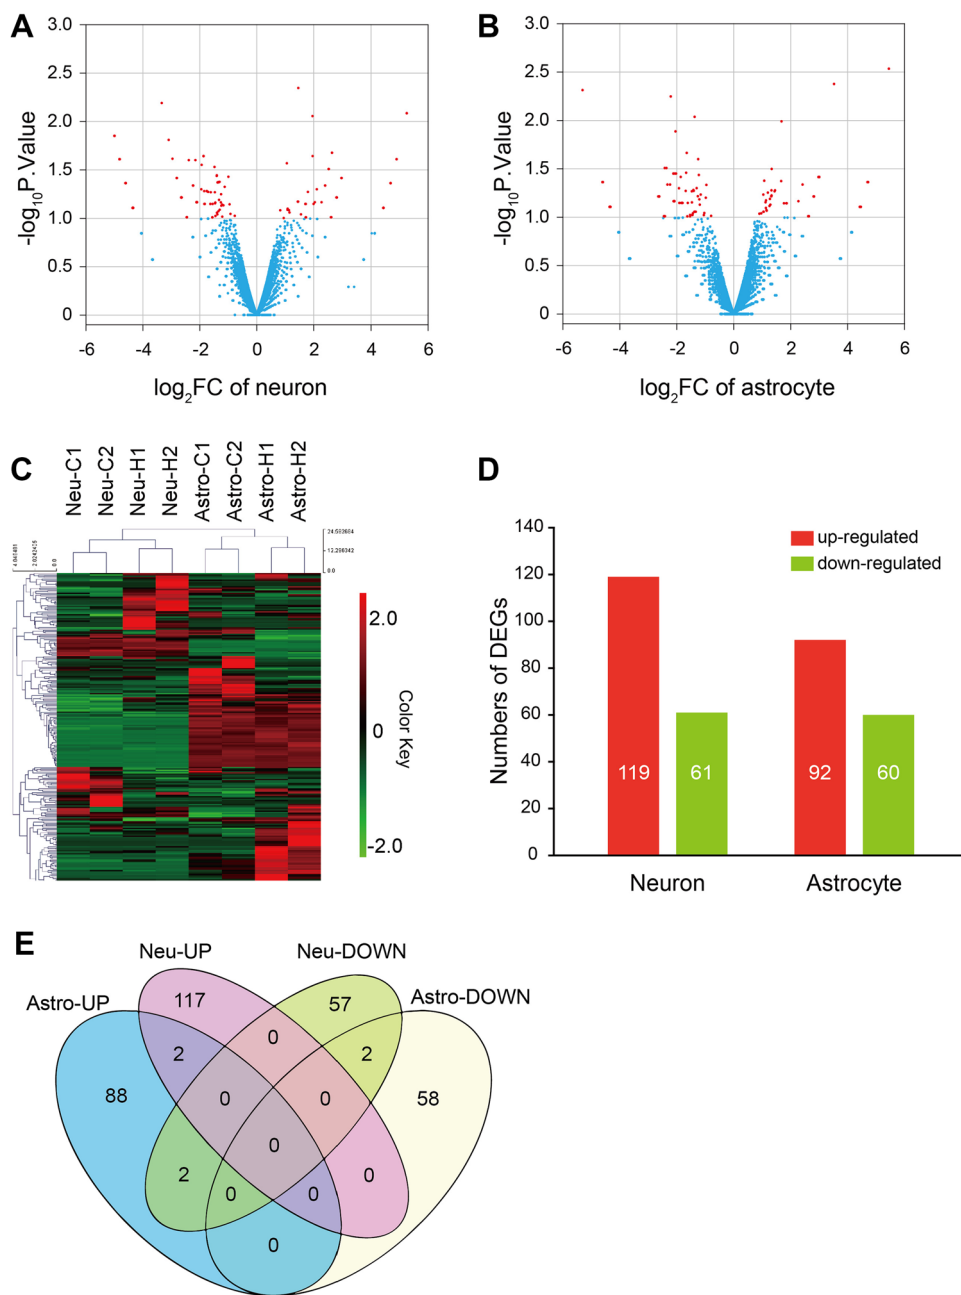 A
3.0
2.5
2.0
1.5
1.0
0.5
0
-log10P.Value
-6
-4
-2
0
2
4
6
log2FC of neuron
B
3.0
2.5
2.0
1.5
1.0
0.5
0
-log10P.Value
-6
-4
-2
0
2
4
6
log2FC of astrocyte
C
Neu-C1
Neu-C2
Neu-H1
Neu-H2
Astro-C1
Astro-C2
Astro-H1
Astro-H2
0.0
2.0
0
-2.0
Color Key
D
140
120
100
80
60
40
20
0
Numbers of DEGs
up-regulated
down-regulated
119
61
92
60
Neuron
Astrocyte
E
Neu-UP
Neu-DOWN
Astro-UP
Astro-DOWN
117
57
0
2
2
88
0
0
58
0
2
0
0
0
0